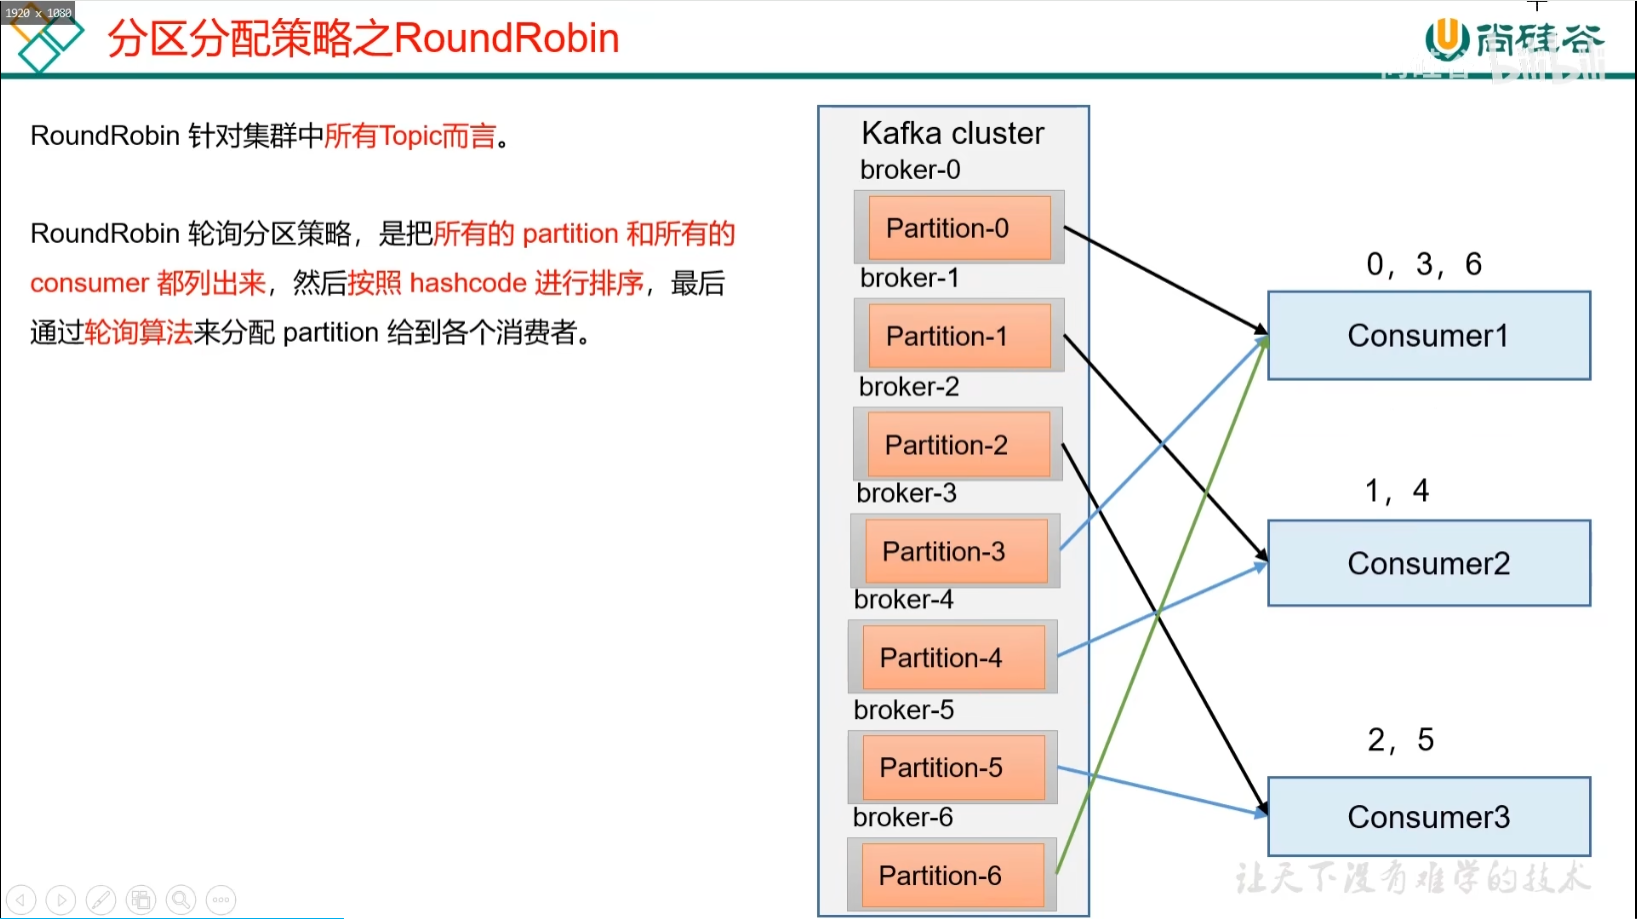 1920 x 1080
分区分配策略之RoundRobin
尚硅谷
bilibili
RoundRobin 针对集群中所有Topic而言。
RoundRobin 轮询分区策略，是把所有的 partition 和所有的
consumer 都列出来，然后按照 hashcode 进行排序，最后
通过轮询算法来分配 partition 给到各个消费者。
Kafka cluster
broker-0
Partition-0
broker-1
Partition-1
broker-2
Partition-2
broker-3
Partition-3
broker-4
Partition-4
broker-5
Partition-5
broker-6
Partition-6
0，3，6
Consumer1
1，4
Consumer2
2，5
Consumer3
让天下没有难学的技术